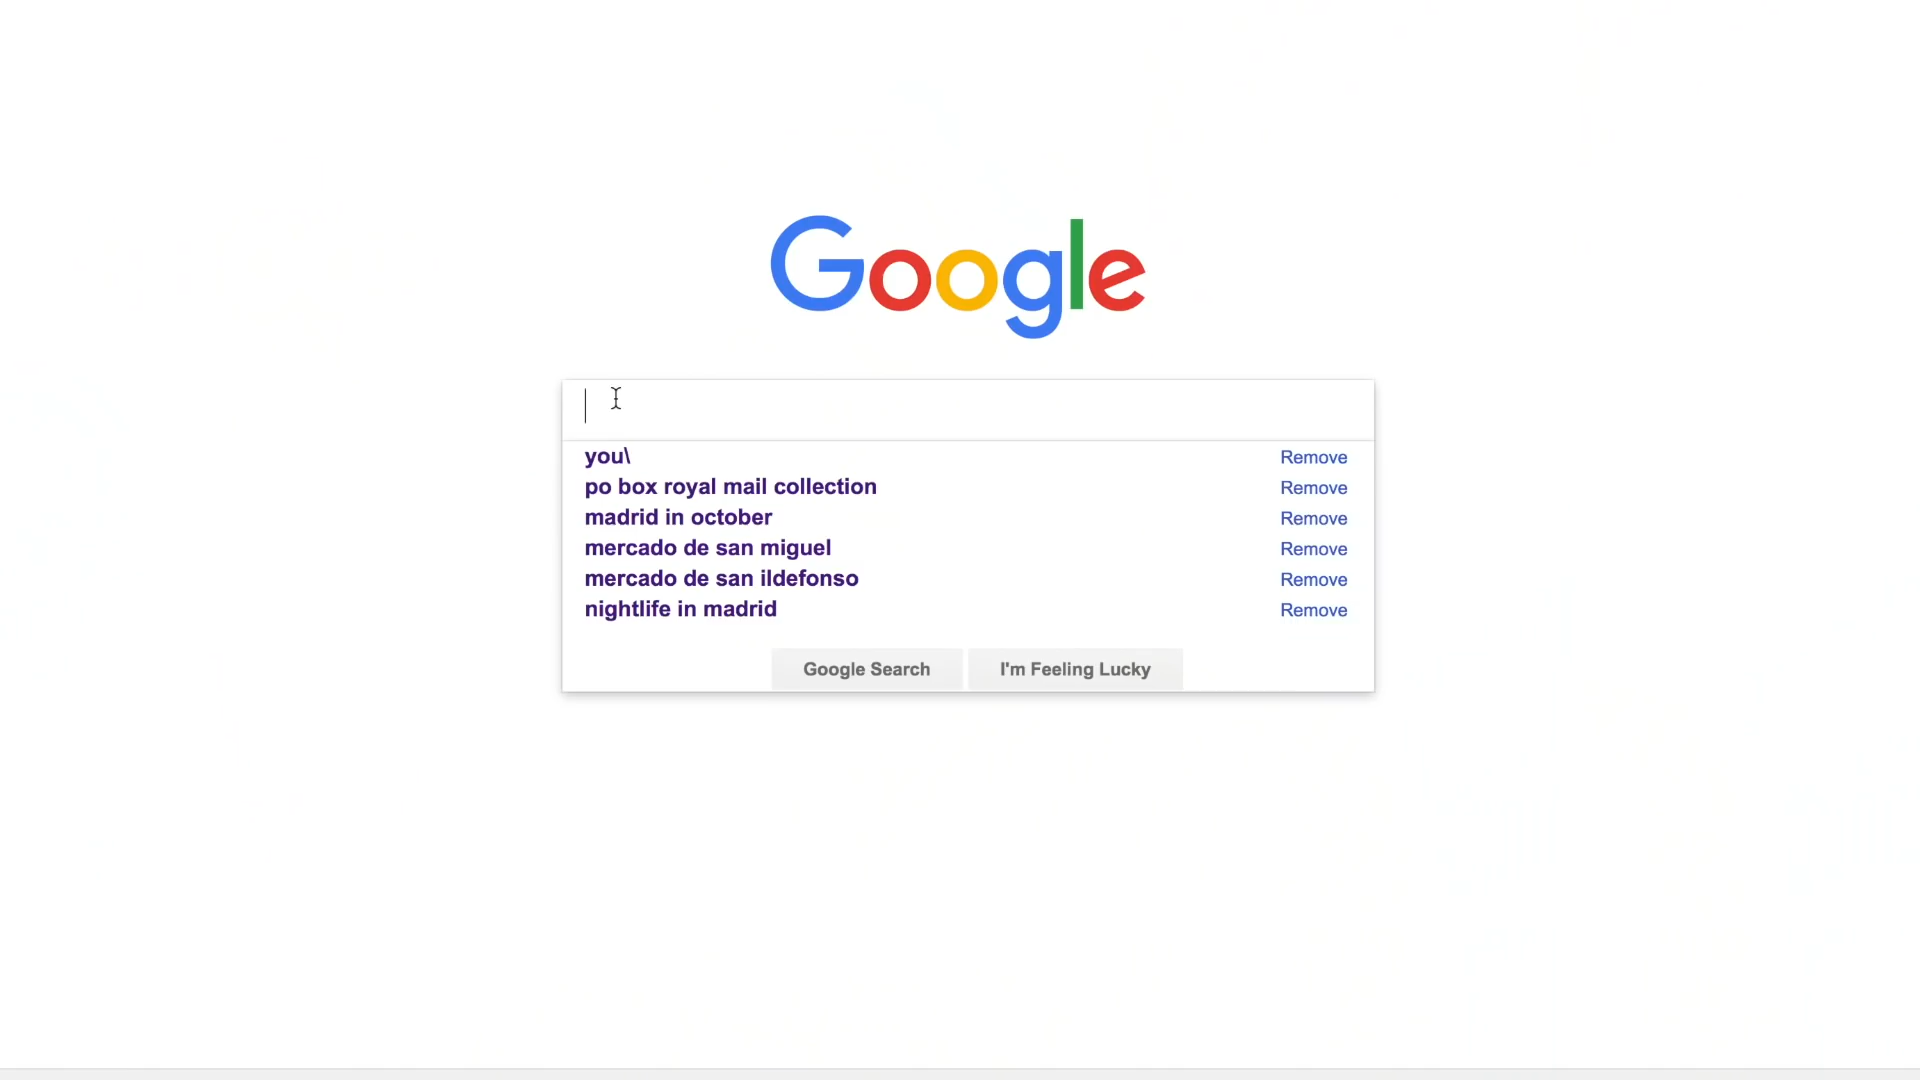 Google
you\
Remove
po box royal mail collection
Remove
madrid in october
Remove
mercado de san miguel
Remove
mercado de san ildefonso
Remove
nightlife in madrid
Remove
Google Search
I'm Feeling Lucky